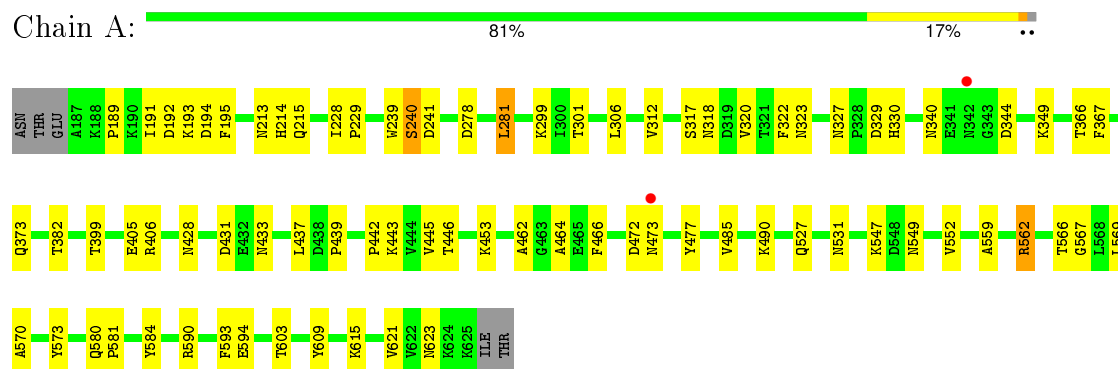 Chain A:
81% 17% ••
ASN THR GLU A187 K188 P189 K190 I191 D192 K193 D194 F195 N213 H214 Q215 I228 P229 W239 S240 D241 D278 L281 K299 I300 T301 L306 V312 S317 N318 D319 V320 T321 F322 N323 N327 P328 D329 H330 N340 E341 N342 G343 D344 K349 T366 F367
Q373 T382 T399 E405 R406 N428 D431 E432 N433 L437 D438 P439 P442 K443 V444 V445 T446 K453 A462 G463 A464 E465 F466 D472 N473 Y477 V485 K490 Q527 N531 K547 D548 N549 V552 A559 R562 T566 G567 L568
A570 Y573 Q580 P581 Y584 R590 F593 E594 T603 Y609 K615 V621 V622 N623 K624 K625 ILE THR